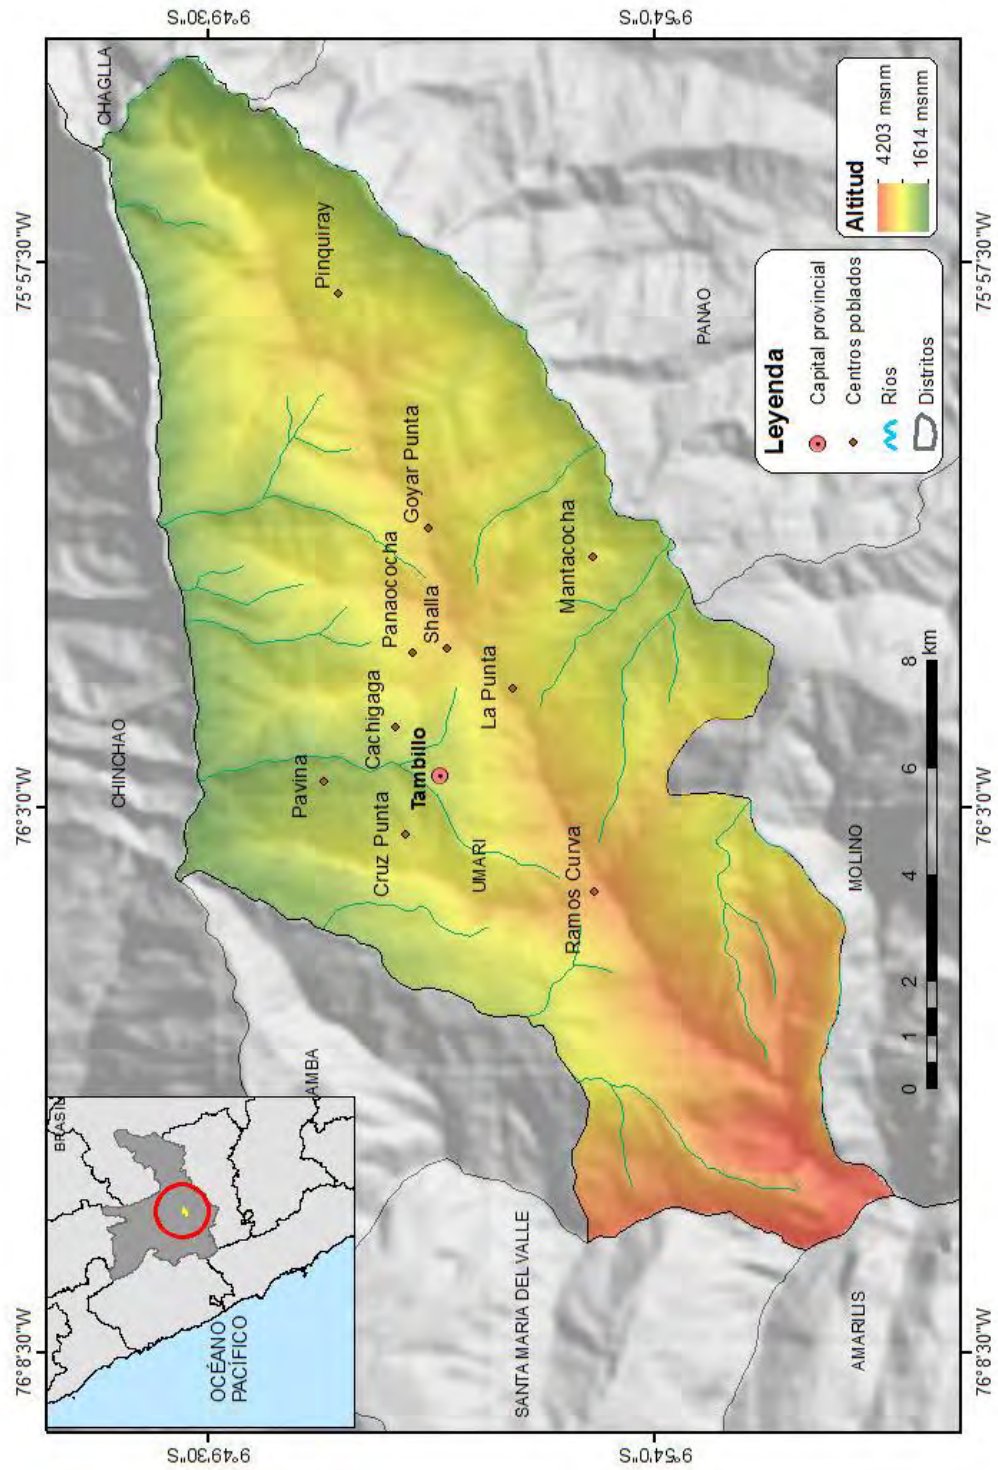 76°8'30"W
76°3'0"W
75°57'30"W
9°49'30"S
9°49'30"S
BRASIL
OCÉANO
PACÍFICO
CHAGLLA
CHINCHAO
AMBA
Pinquiray
Pavina
Goyar Punta
Panaococha
Cachigaga
Shalla
Cruz Punta
Tambillo
UMARI
La Punta
Mantacocha
Ramos Curva
SANTA MARIA DEL VALLE
PANAO
MOLINO
AMARILIS
9°54'0"S
9°54'0"S
Leyenda
Capital provincial
Centros poblados
Ríos
Distritos
Altitud
4203 msnm
1614 msnm
0 1 2 4 6 8
km
76°8'30"W
76°3'0"W
75°57'30"W